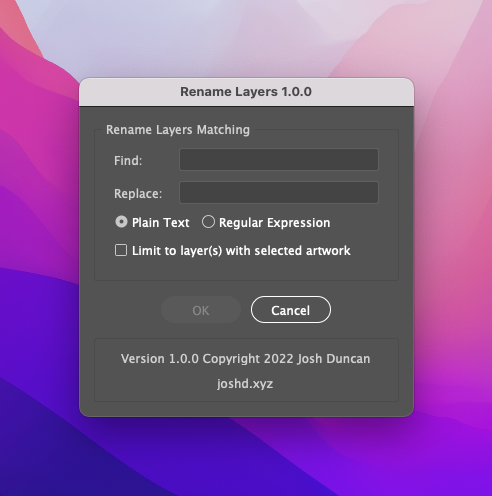 Rename Layers 1.0.0
Rename Layers Matching
Find:
Replace:
Plain Text Regular Expression
Limit to layer(s) with selected artwork
OK Cancel
Version 1.0.0 Copyright 2022 Josh Duncan
joshd.xyz